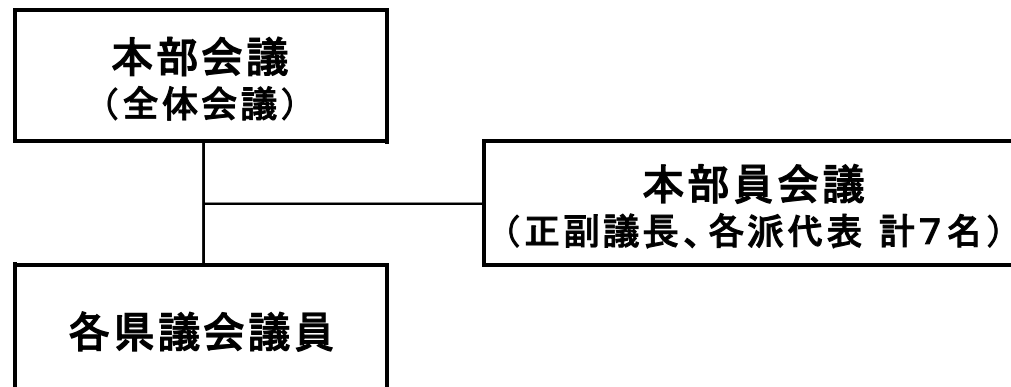 本部会議
（全体会議）
本部員会議
（正副議長、各派代表 計７名）
各県議会議員